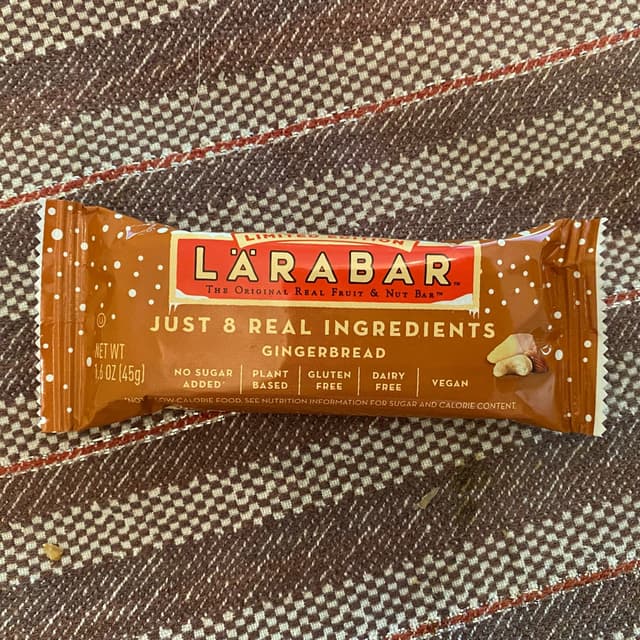 LIMITED EDITION
LÄRABAR™
THE ORIGINAL REAL FRUIT & NUT BAR™
JUST 8 REAL INGREDIENTS
GINGERBREAD
NET WT
1.6 OZ (45g)
NO SUGAR ADDED*
PLANT BASED
GLUTEN FREE
DAIRY FREE
VEGAN
LOW CALORIE FOOD. SEE NUTRITION INFORMATION FOR SUGAR AND CALORIE CONTENT.